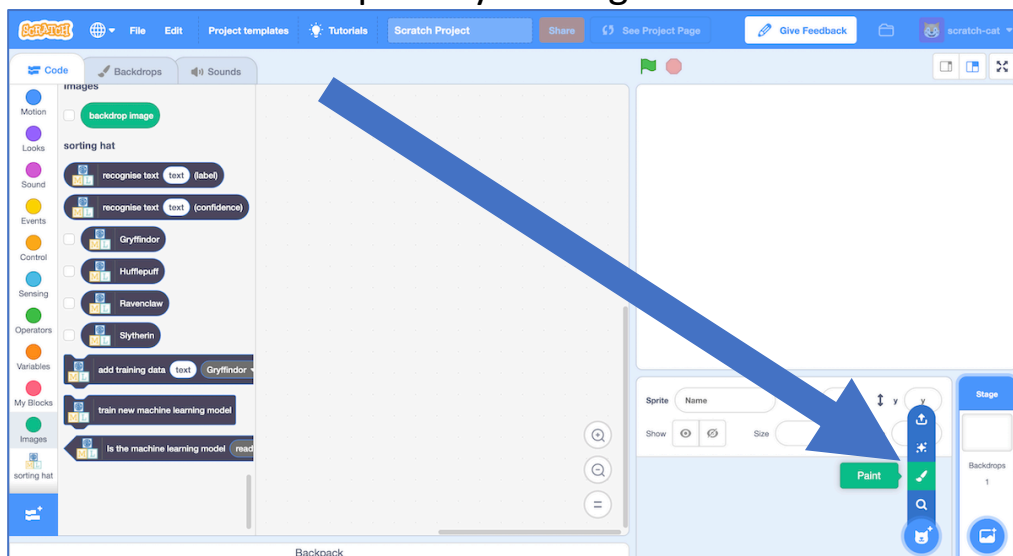 SCRATCH File Edit Project templates Tutorials Scratch Project Share See Project Page Give Feedback scratch-cat
Code Backdrops Sounds
Motion
Looks
Sound
Events
Control
Sensing
Operators
Variables
My Blocks
Images
sorting hat
Images
backdrop image
sorting hat
recognise text text (label)
recognise text text (confidence)
Gryffindor
Hufflepuff
Ravenclaw
Slytherin
add training data text Gryffindor
train new machine learning model
Is the machine learning model read
Sprite Name y y
Show Size
Paint
Stage
Backdrops
1
Backpack